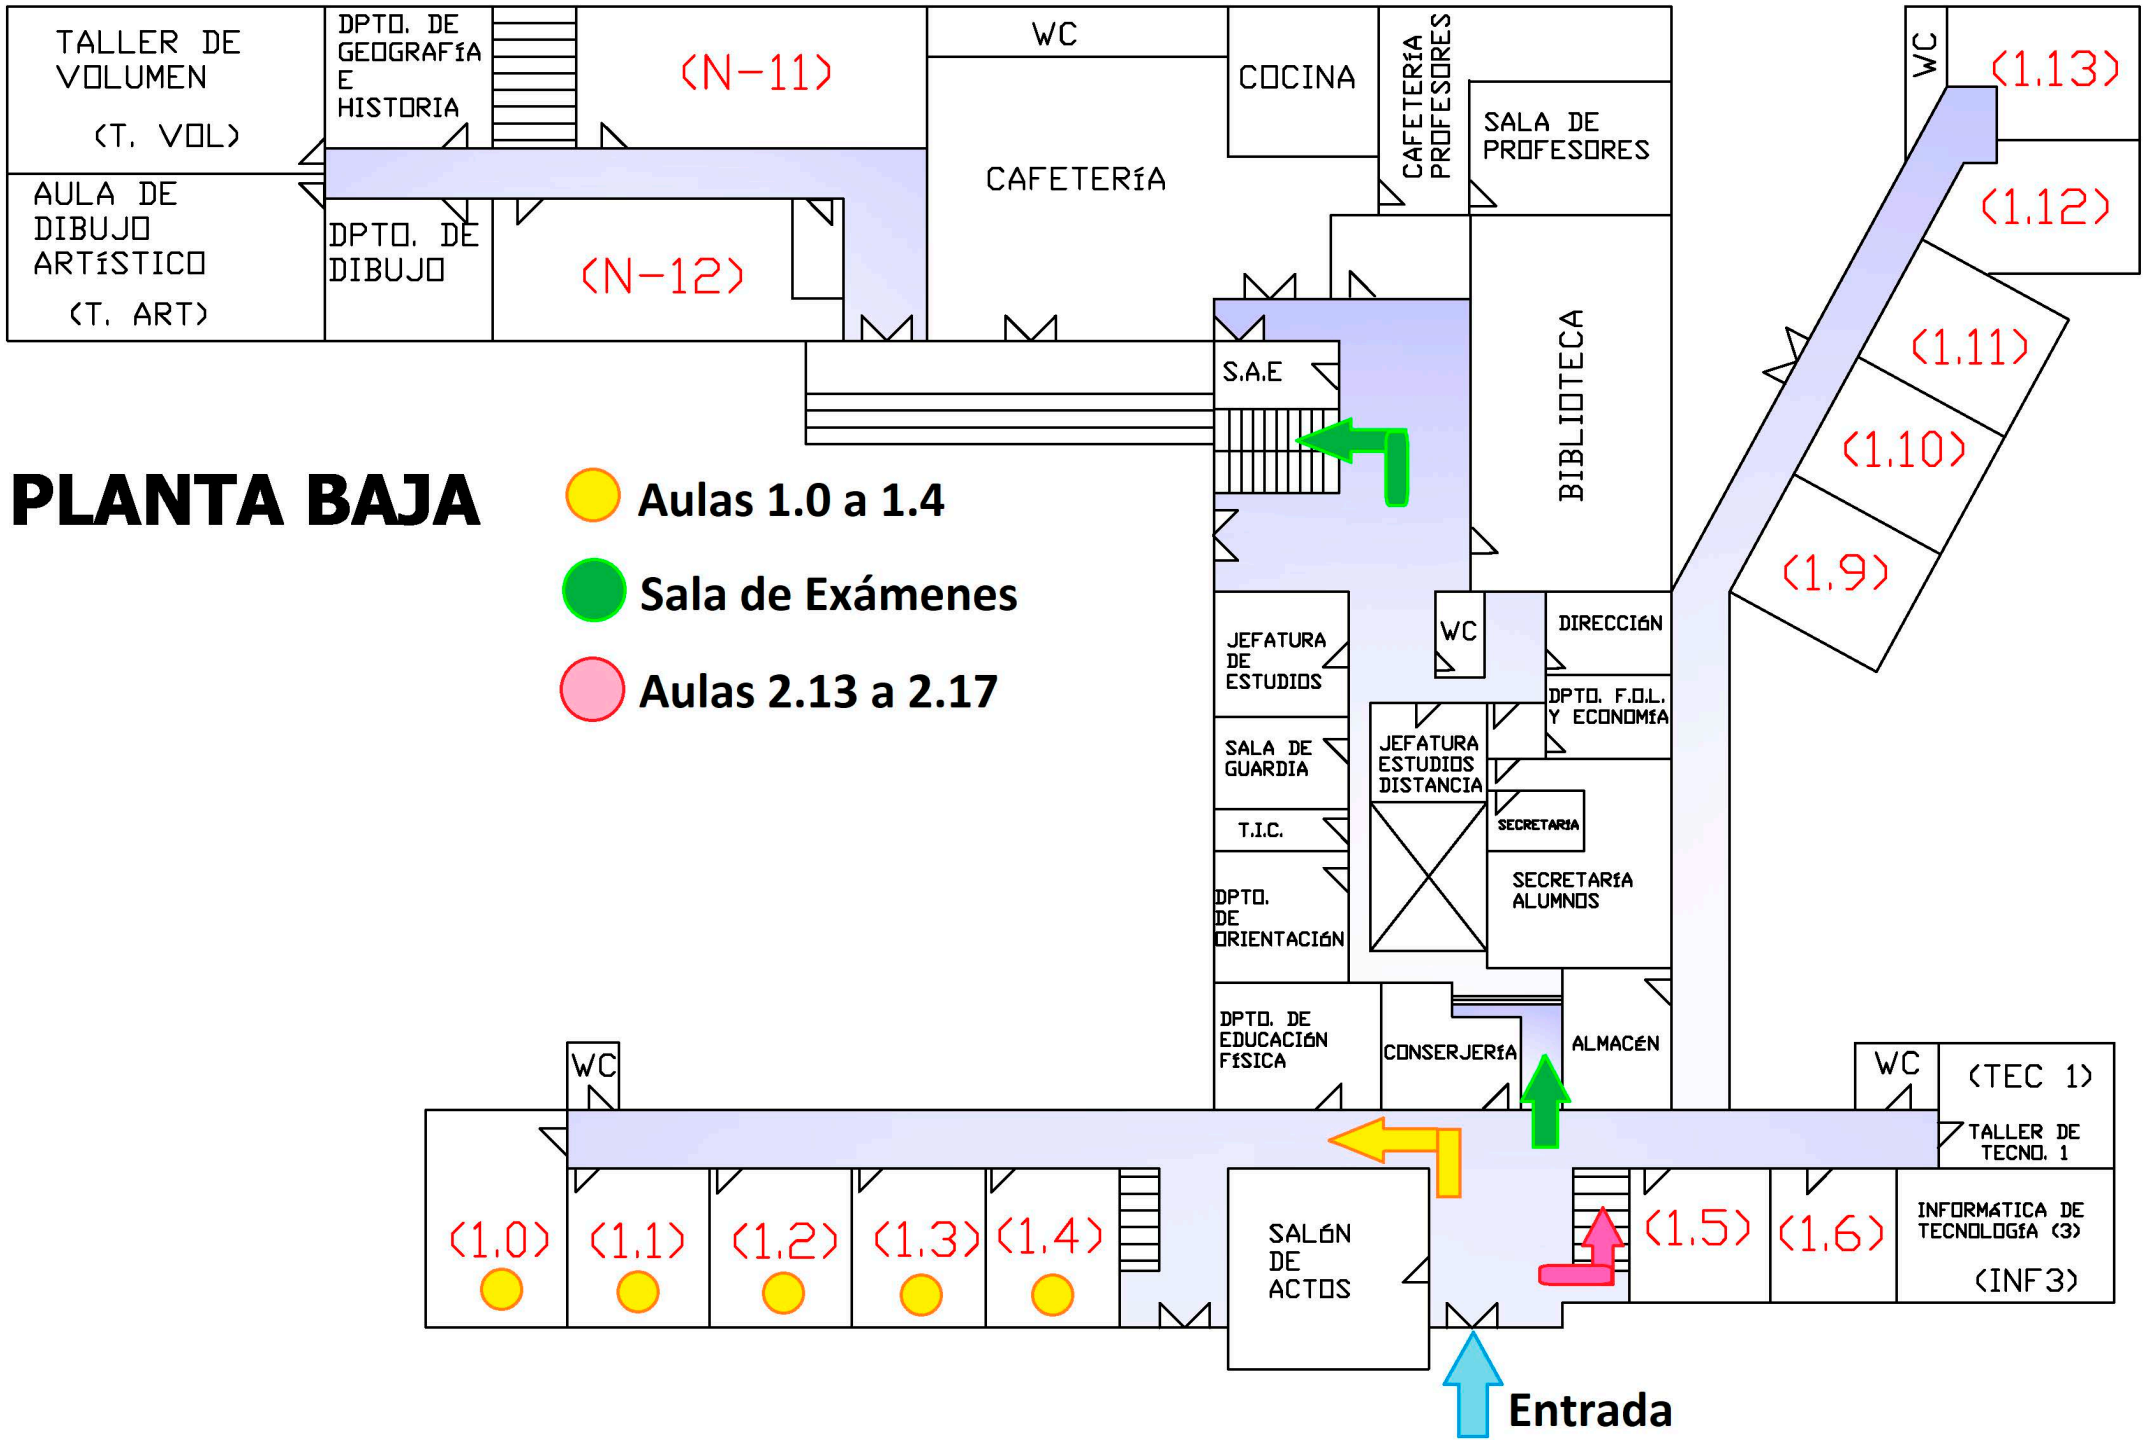 TALLER DE
VOLUMEN
(T. VOL)
DPTO. DE
GEOGRAFíA
E
HISTORIA
(N-11)
WC
COCINA
CAFETERíA
PROFESORES
SALA DE
PROFESORES
WC
(1.13)
(1.12)
AULA DE
DIBUJO
ARTíSTICO
(T. ART)
DPTO. DE
DIBUJO
(N-12)
CAFETERíA
S.A.E
BIBLIOTECA
(1.11)
(1.10)
(1.9)
PLANTA BAJA
Aulas 1.0 a 1.4
Sala de Exámenes
Aulas 2.13 a 2.17
JEFATURA
DE
ESTUDIOS
WC
DIRECCIóN
DPTO. F.O.L.
Y ECONOMíA
SALA DE
GUARDIA
JEFATURA
ESTUDIOS
DISTANCIA
T.I.C.
SECRETARíA
SECRETARíA
ALUMNOS
DPTO.
DE
ORIENTACIóN
DPTO. DE
EDUCACIóN
FíSICA
CONSERJERíA
ALMACéN
WC
WC
(TEC 1)
TALLER DE
TECNO. 1
(1.0)
(1.1)
(1.2)
(1.3)
(1.4)
SALóN
DE
ACTOS
(1.5)
(1.6)
INFORMáTICA DE
TECNOLOGíA (3)
(INF3)
Entrada